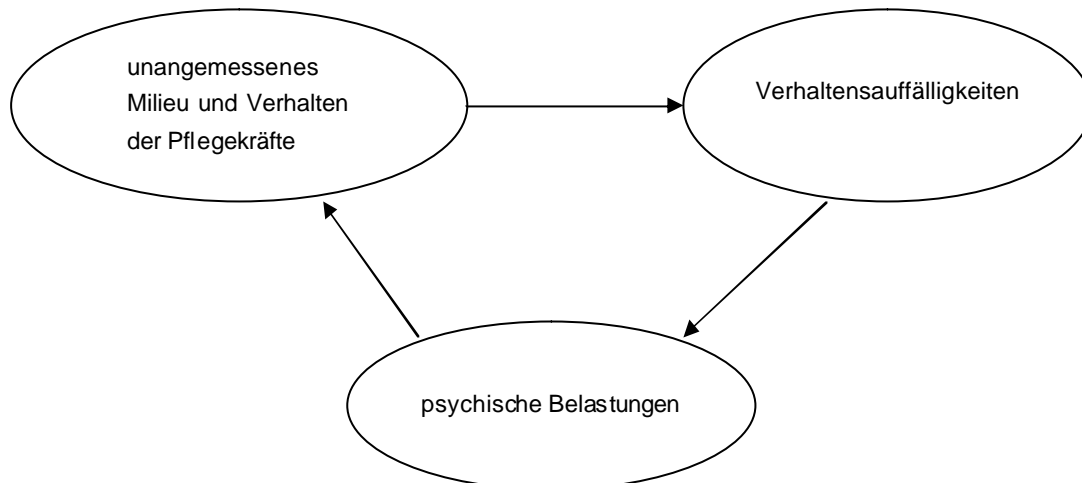 unangemessenes
Milieu und Verhalten
der Pflegekräfte
Verhaltensauffälligkeiten
psychische Belastungen